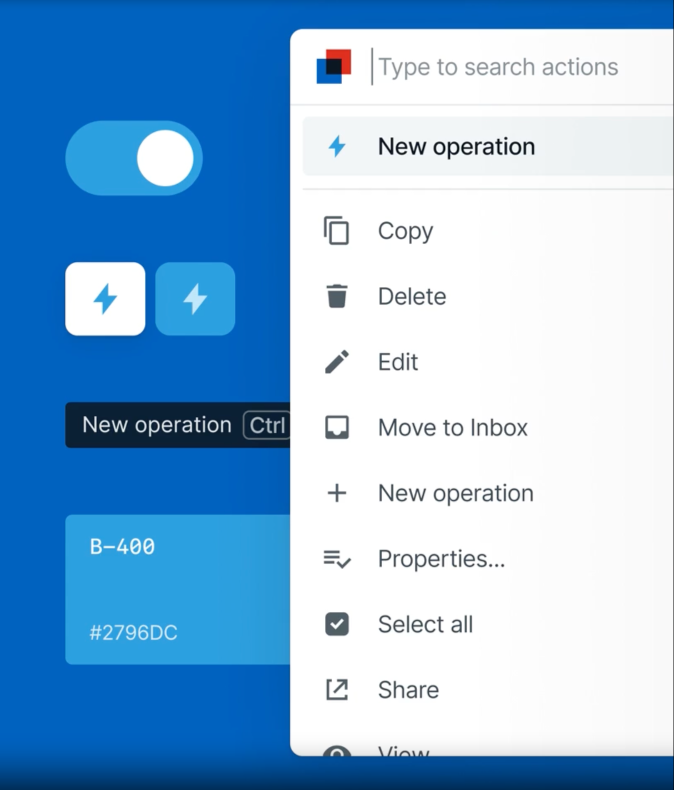 Type to search actions
New operation
Copy
Delete
Edit
Move to Inbox
New operation
Properties...
Select all
Share
View
New operation Ctrl
B-400
#2796DC